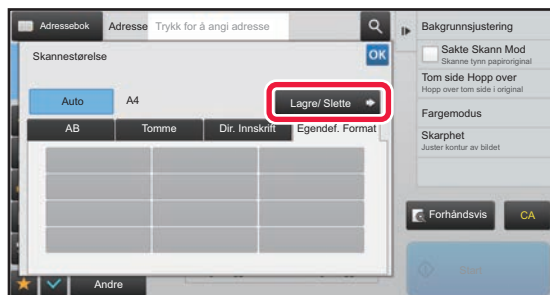 Adressebok Adresse Trykk for å angi adresse
Skannestørelse OK
Auto A4 Lagre/ Slette
AB Tomme Dir. Innskrift Egendef. Format
Andre
Bakgrunnsjustering
Sakte Skann Mod
Skanne tynn papiroriginal
Tom side Hopp over
Hopp over tom side i original
Fargemodus
Skarphet
Juster kontur av bildet
Forhåndsvis CA
Start